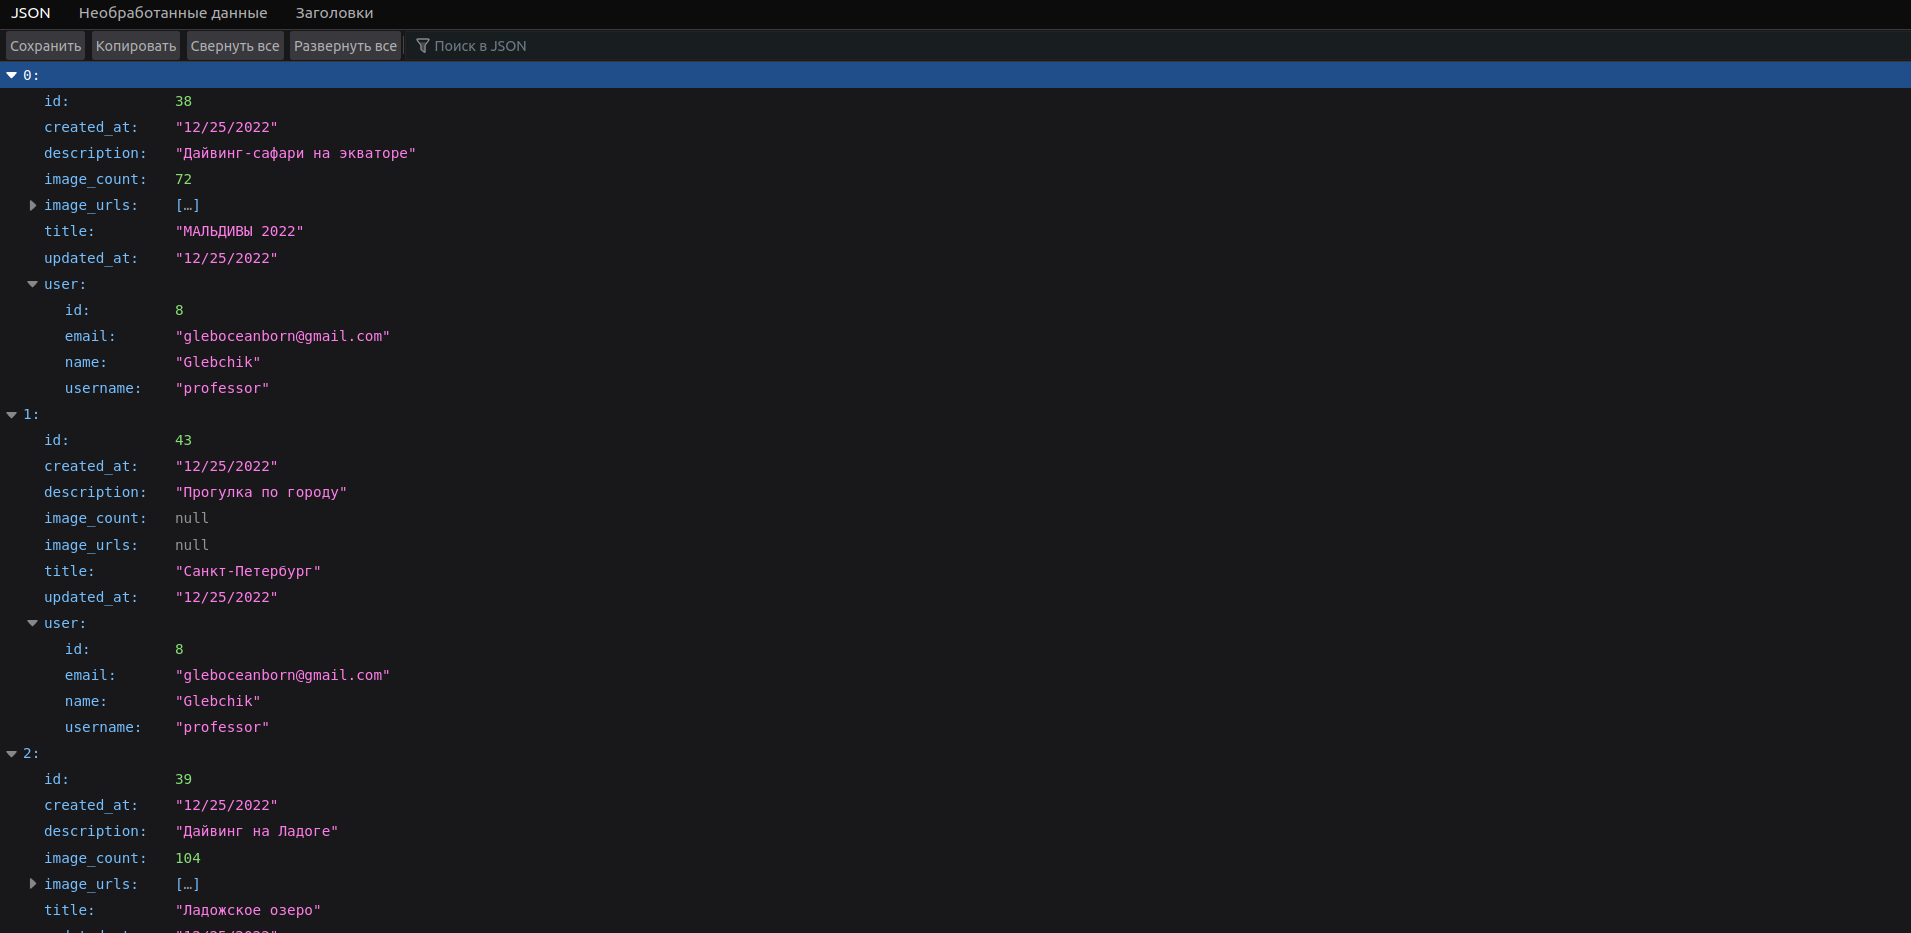 JSON Необработанные данные Заголовки
Сохранить Копировать Свернуть все Развернуть все Поиск в JSON
0:
id: 38
created_at: "12/25/2022"
description: "Дайвинг-сафари на экваторе"
image_count: 72
image_urls: […]
title: "МАЛЬДИВЫ 2022"
updated_at: "12/25/2022"
user:
id: 8
email: "gleboceanborn@gmail.com"
name: "Glebchik"
username: "professor"
1:
id: 43
created_at: "12/25/2022"
description: "Прогулка по городу"
image_count: null
image_urls: null
title: "Санкт-Петербург"
updated_at: "12/25/2022"
user:
id: 8
email: "gleboceanborn@gmail.com"
name: "Glebchik"
username: "professor"
2:
id: 39
created_at: "12/25/2022"
description: "Дайвинг на Ладоге"
image_count: 104
image_urls: […]
title: "Ладожское озеро"